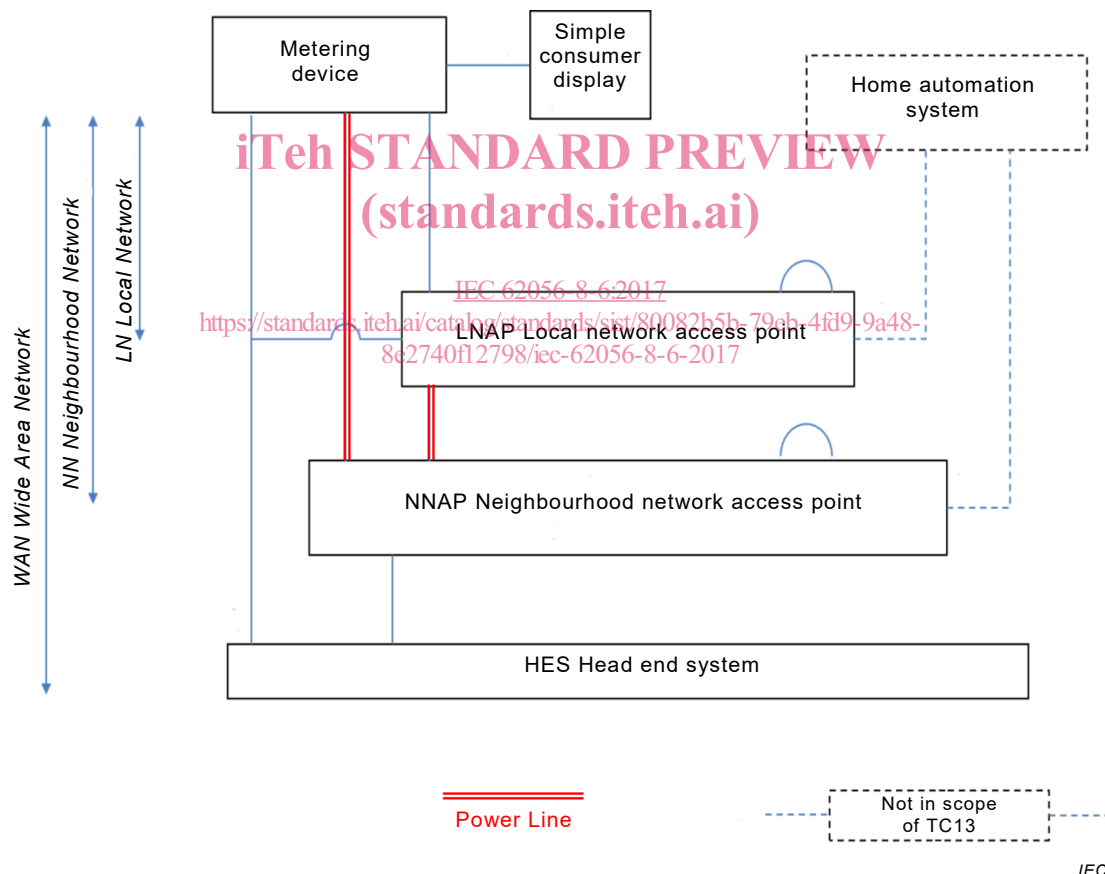 Metering
device
Simple
consumer
display
Home automation
system
iTeh STANDARD PREVIEW
(standards.iteh.ai)
WAN Wide Area Network
NN Neighbourhood Network
LN Local Network
IEC 62056-8-6:2017
https://standards.iteh.ai/catalog/standards/sist/80082b5b-79eb-4fd9-9a48-
8e2740f12798/iec-62056-8-6-2017
LNAP Local network access point
NNAP Neighbourhood network access point
HES Head end system
Power Line
Not in scope
of TC13
IEC